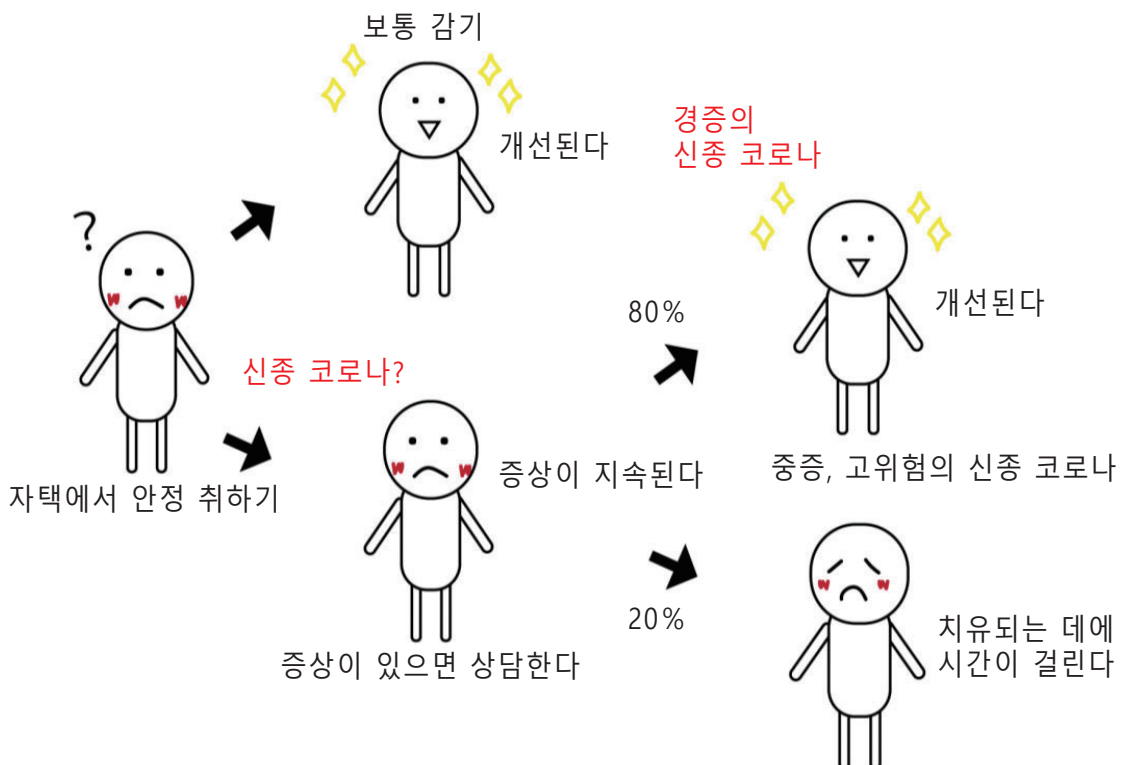 보통 감기
개선된다
경증의
신종 코로나
?
80%
개선된다
신종 코로나?
증상이 지속된다
중증, 고위험의 신종 코로나
자택에서 안정 취하기
20%
치유되는 데에
시간이 걸린다
증상이 있으면 상담한다